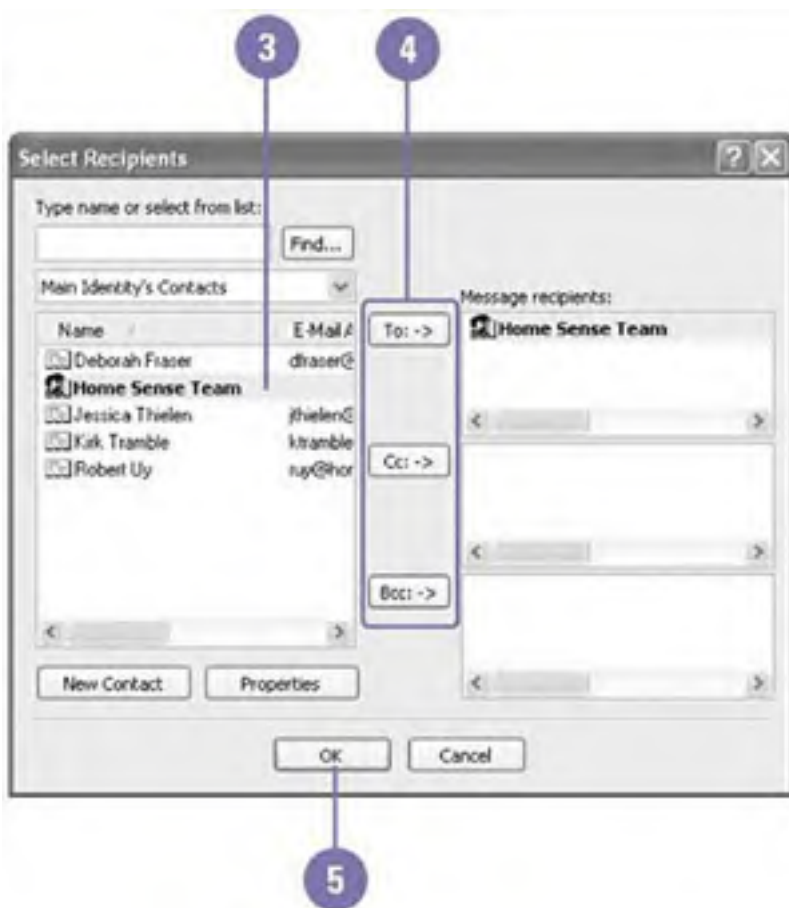 3
4
Select Recipients
Type name or select from list:
Find...
Main Identity's Contacts
Message recipients:
Name
E-Mail A
To: ->
Home Sense Team
Deborah Fraser
dfraser@
Home Sense Team
Jessica Thielen
jthielen@
Kirk Tramble
ktramble
Robert Uy
ruy@hor
Cc: ->
Bcc: ->
New Contact
Properties
OK
Cancel
5